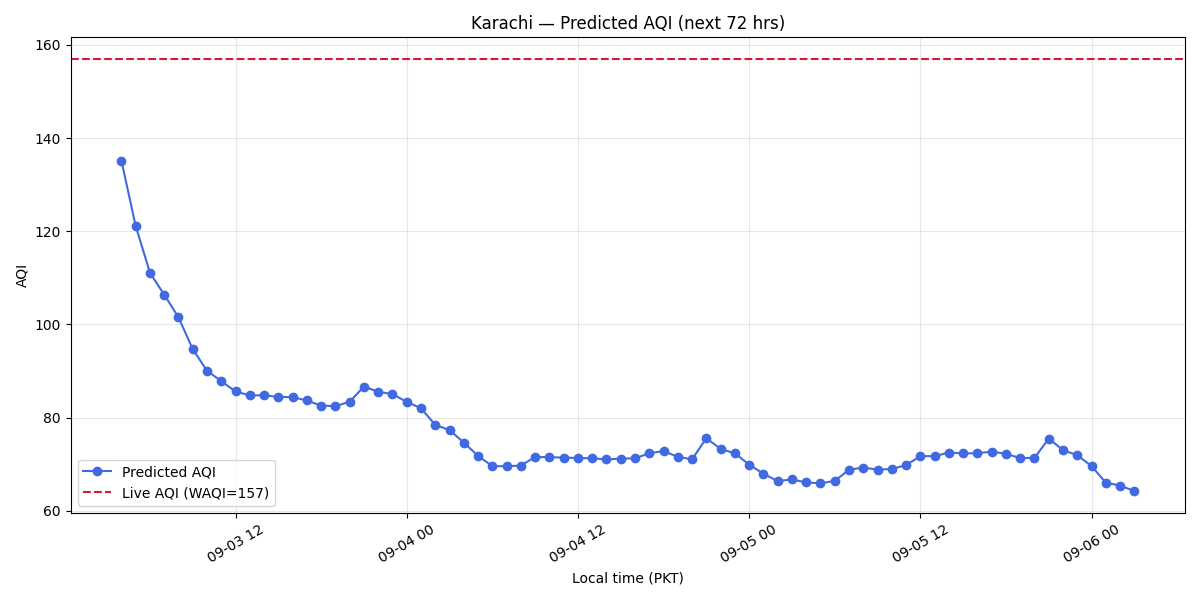 Karachi — Predicted AQI (next 72 hrs)
160
140
120
100
80
60
AQI
Predicted AQI
Live AQI (WAQI=157)
09-03 12
09-04 00
09-04 12
09-05 00
09-05 12
09-06 00
Local time (PKT)